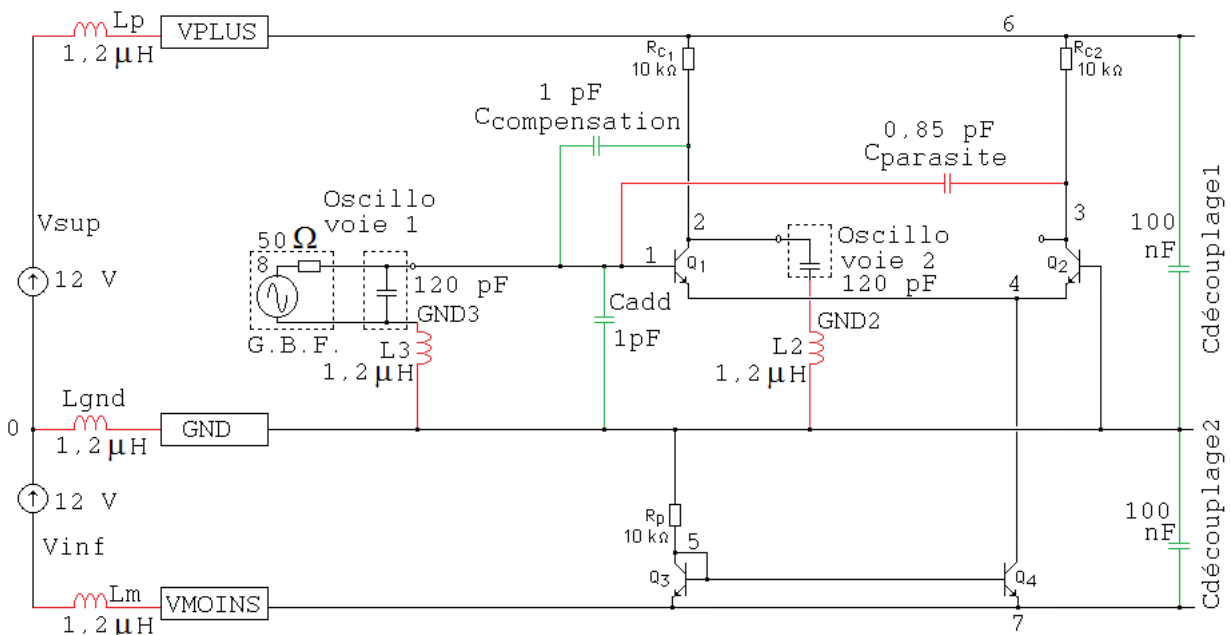 Lp
VPLUS
1,2 μH
6
Rc1
10 kΩ
Rc2
10 kΩ
1 pF
Ccompensation
0,85 pF
Cparasite
Oscillo
voie 1
Vsup
12 V
50 Ω
8
G.B.F.
120 pF
GND3
L3
1,2 μH
1
2
Q1
Oscillo
voie 2
120 pF
GND2
L2
1,2 μH
3
Q2
4
Cadd
1pF
100
nF
Cdécouplage1
Lgnd
GND
0
1,2 μH
12 V
Vinf
Rp
10 kΩ
5
Q3
Q4
100
nF
Cdécouplage2
Lm
VMOINS
1,2 μH
7